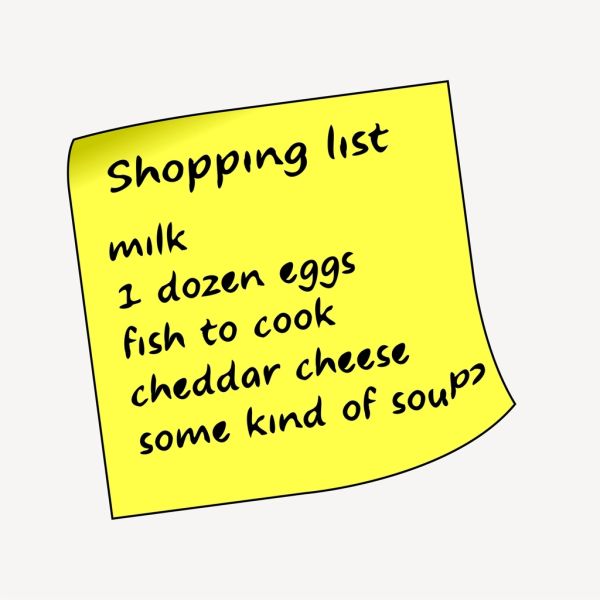 Shopping list
milk
1 dozen eggs
fish to cook
cheddar cheese
some kind of soup?